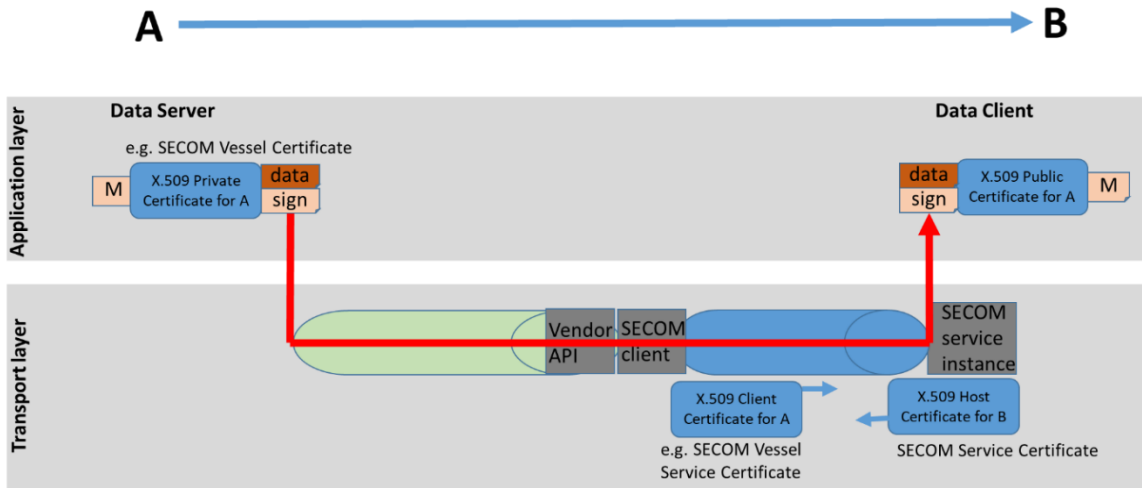 A
B
Application layer
Data Server
Data Client
e.g. SECOM Vessel Certificate
M
X.509 Private
Certificate for A
data
sign
data
sign
X.509 Public
Certificate for A
M
Transport layer
Vendor
API
SECOM
client
SECOM
service
instance
X.509 Client
Certificate for A
X.509 Host
Certificate for B
e.g. SECOM Vessel
Service Certificate
SECOM Service Certificate